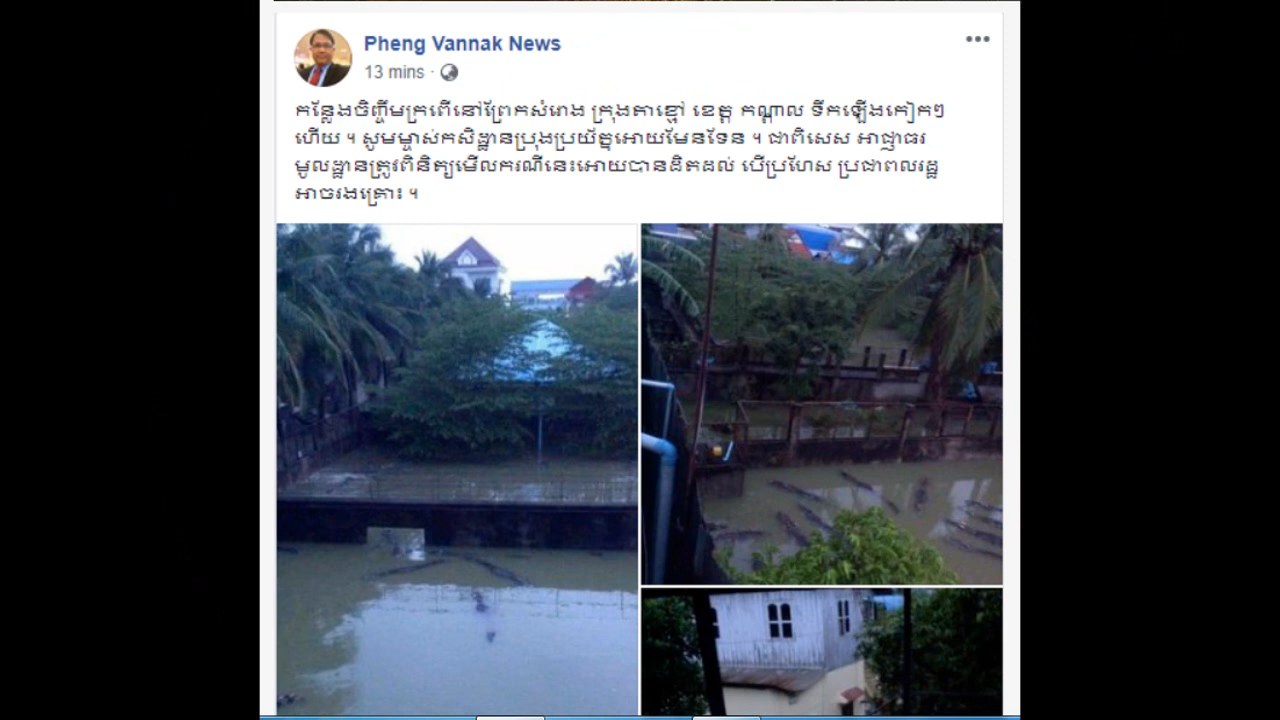 Pheng Vannak News
13 mins ·
កន្លែងចិញ្ចឹមក្រពើនៅព្រែកសំរោង ក្រុងតាខ្មៅ ខេត្ត កណ្តាល ទឹកឡើងកៀកៗ
ហើយ ។ សូមម្ចាស់កសិដ្ឋានប្រុងប្រយ័ត្នអោយមែនទែន ។ ជាពិសេស អាជ្ញាធរ
មូលដ្ឋានត្រូវពិនិត្យមើលករណីនេះអោយបានដិតដល់ បើប្រហែស ប្រជាពលរដ្ឋ
អាចរងគ្រោះ ។